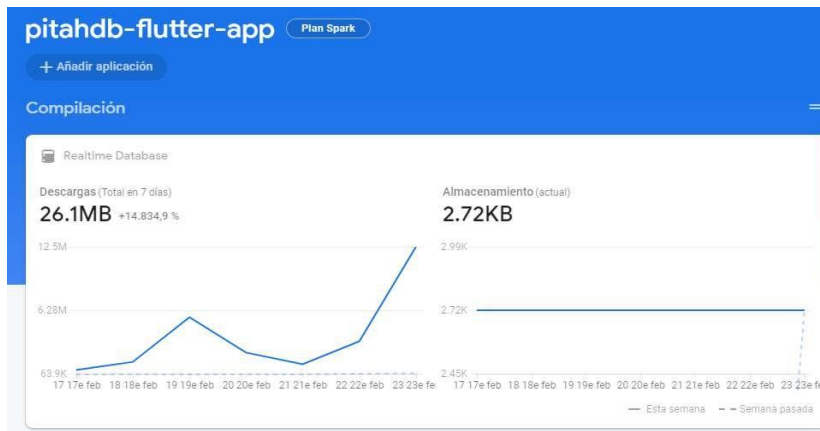 pitahdb-flutter-app Plan Spark
+ Añadir aplicación
Compilación
Realtime Database
Descargas (Total en 7 días)
26.1MB +14.834,9 %
12.5M
6.28M
63.9K
17 17e feb 18 18e feb 19 19e feb 20 20e feb 21 21e feb 22 22e feb 23 23e fe
Almacenamiento (actual)
2.72KB
2.99K
2.72K
2.45K
17 17e feb 18 18e feb 19 19e feb 20 20e feb 21 21e feb 22 22e feb 23 23e f
Esta semana Semana pasada